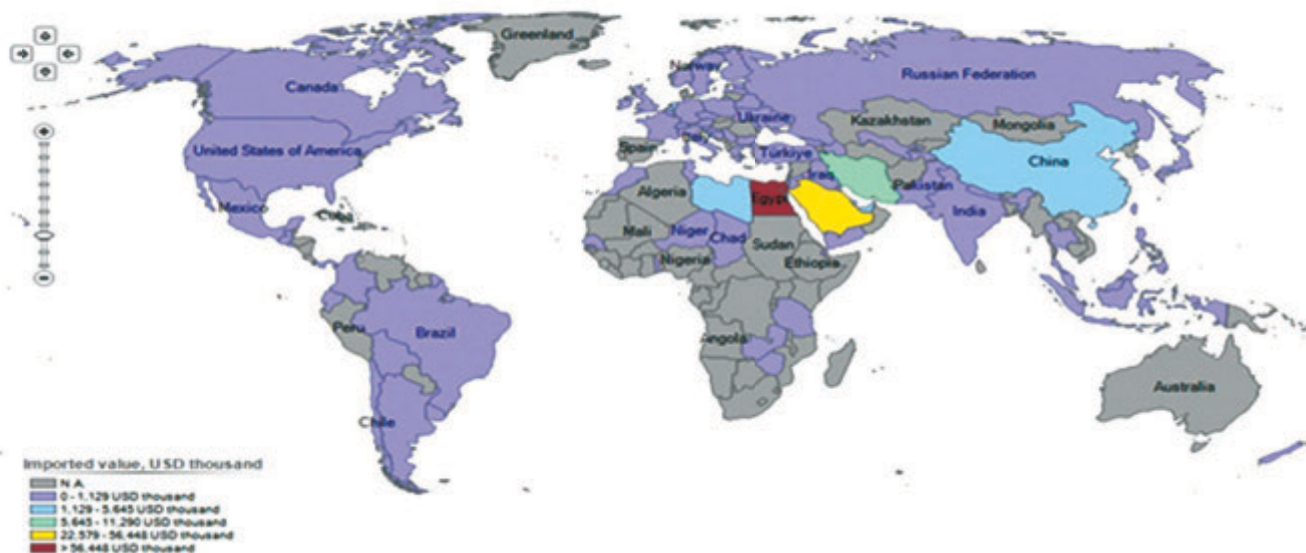 Greenland
Norway
Russian Federation
Canada
Ukraine
Kazakhstan
Mongolia
United States of America
Spain
Türkiye
China
Iraq
Pakistan
Algeria
Egypt
Mexico
Cuba
India
Mali
Niger
Chad
Sudan
Nigeria
Ethiopia
Peru
Brazil
Angola
Australia
Chile
Imported value, USD thousand
N.A.
0 - 1,129 USD thousand
1,129 - 5,645 USD thousand
5,645 - 11,290 USD thousand
22,579 - 56,448 USD thousand
> 56,448 USD thousand